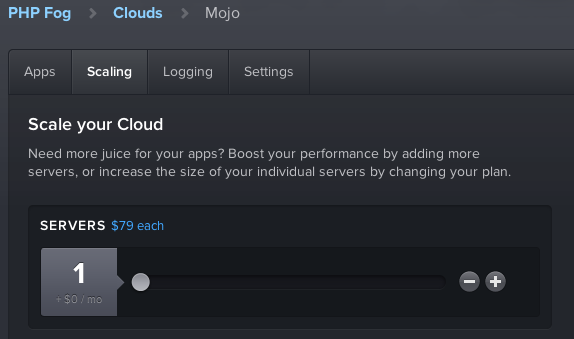 PHP Fog > Clouds > Mojo
Apps Scaling Logging Settings
Scale your Cloud
Need more juice for your apps? Boost your performance by adding more
servers, or increase the size of your individual servers by changing your plan.
SERVERS $79 each
1
+ $0 / mo